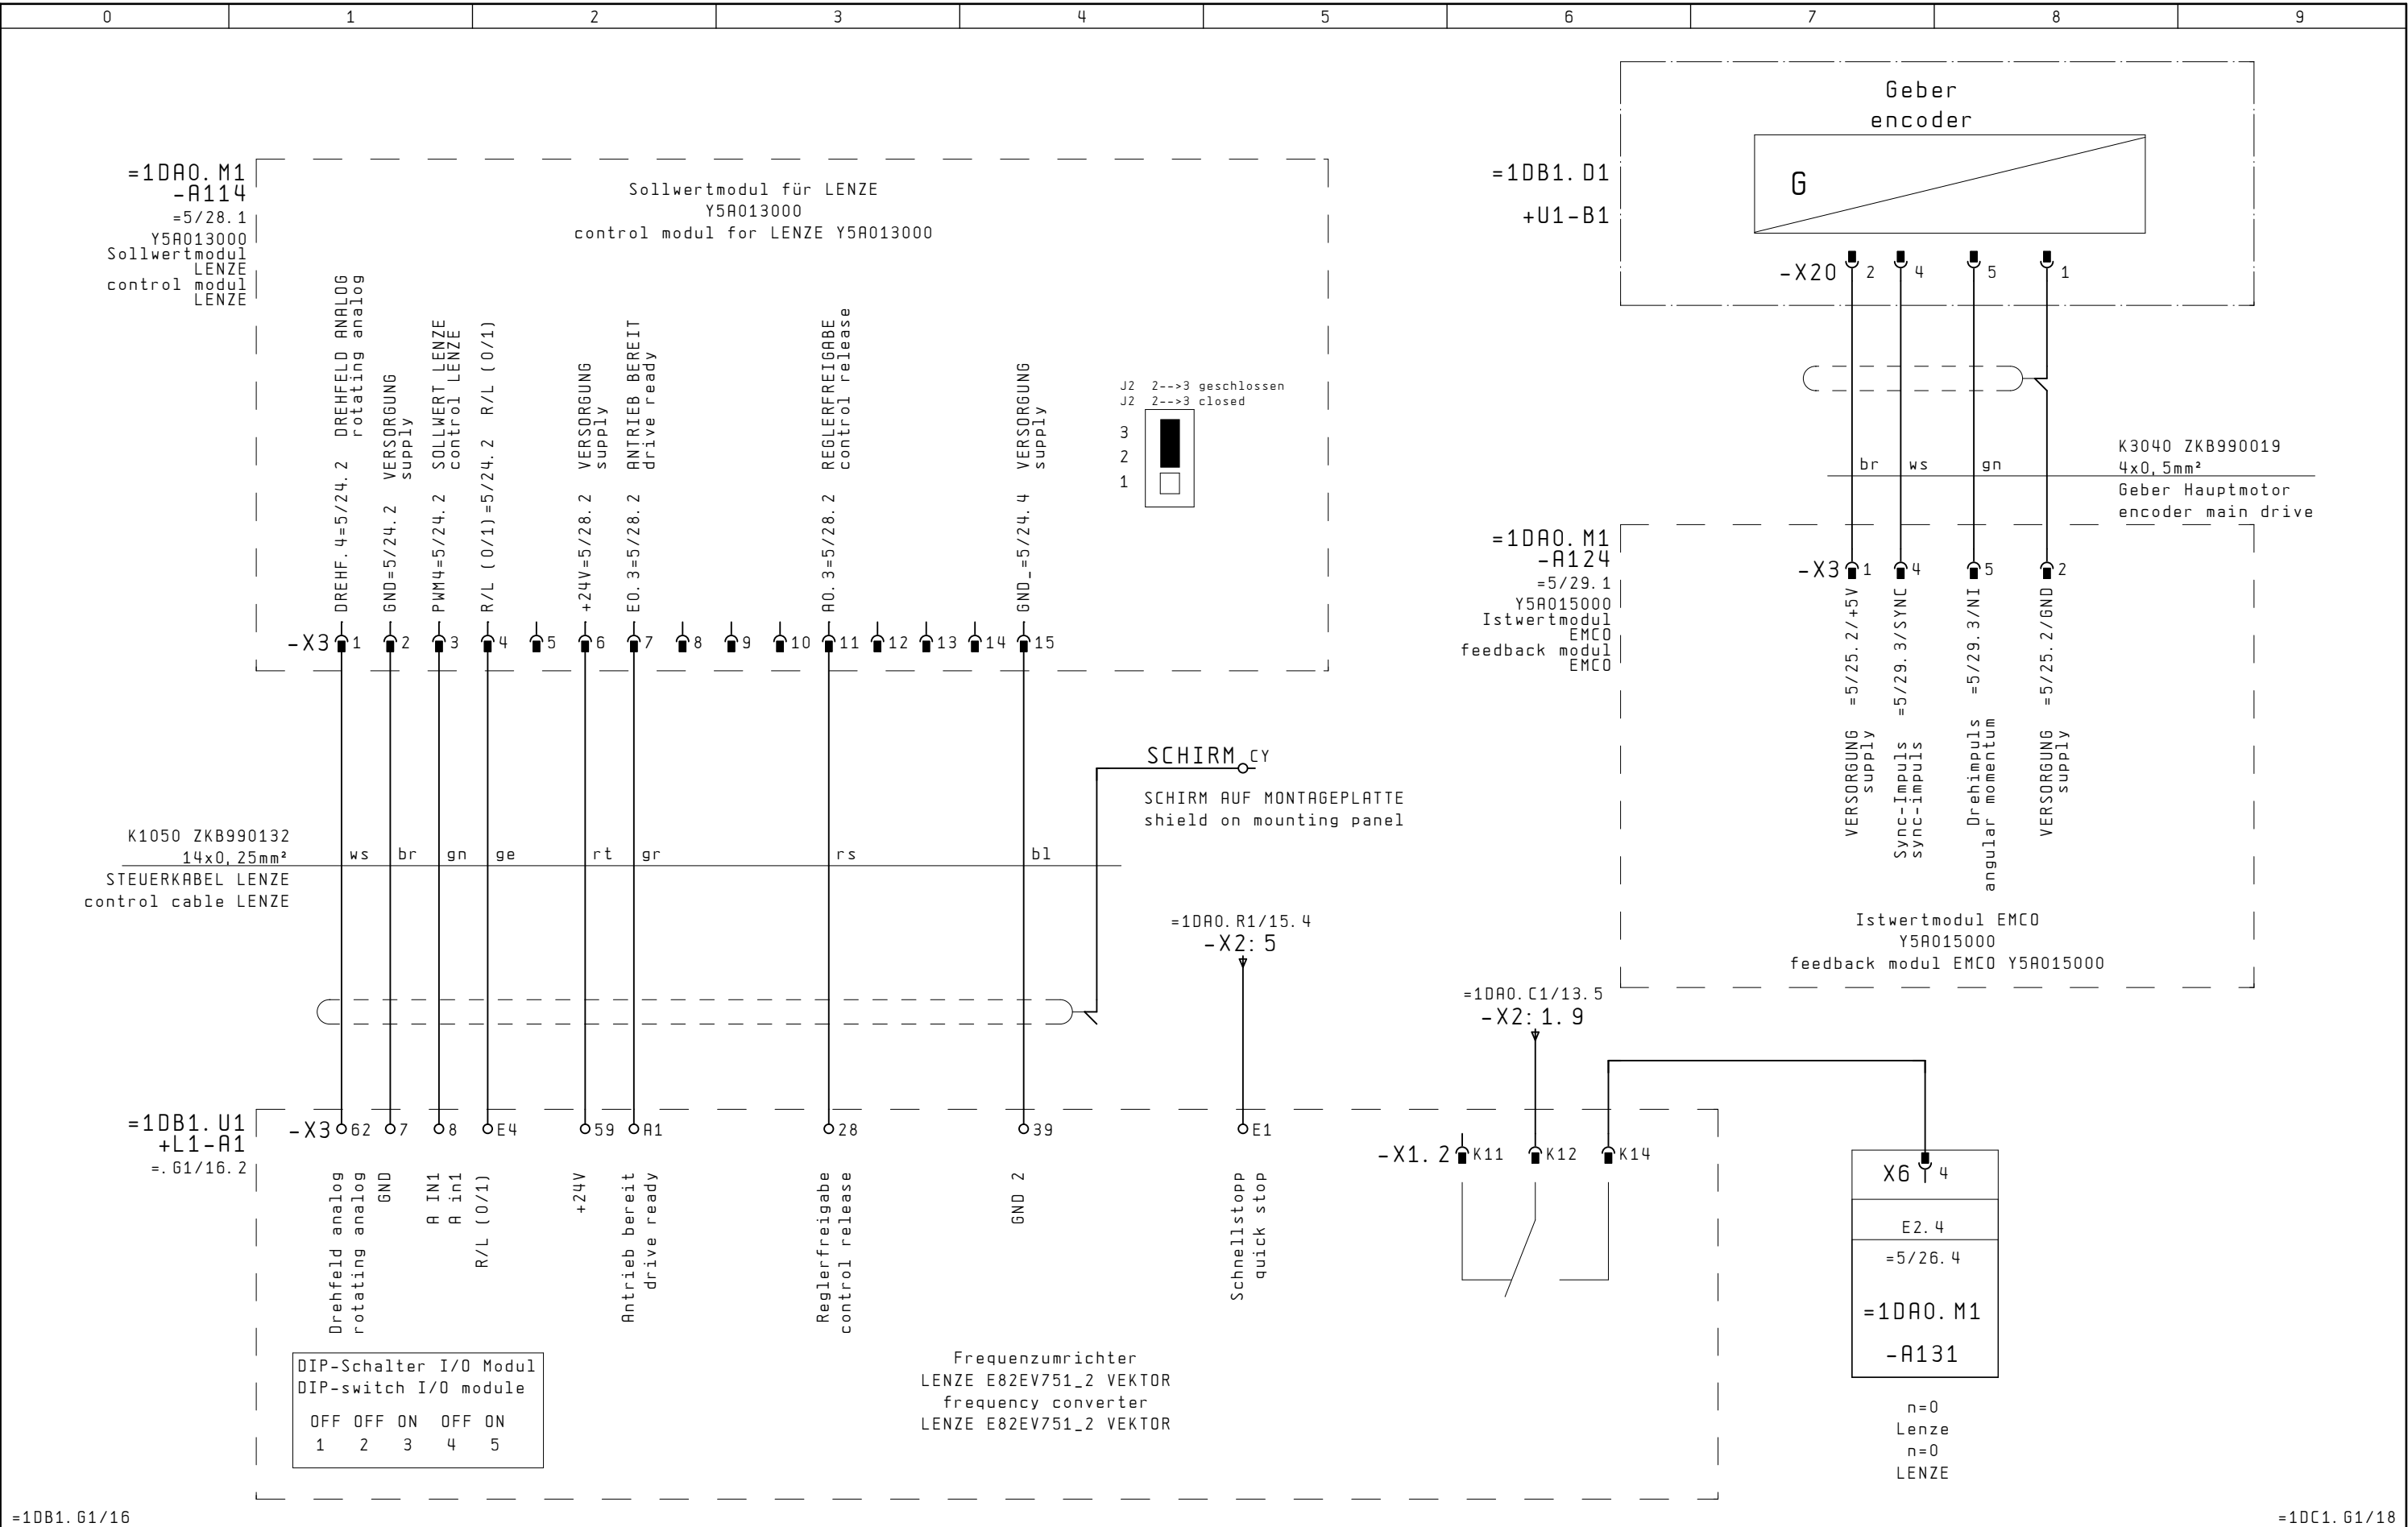 0 1 2 3 4 5 6 7 8 9
=1DA0.M1
-A114
=5/28.1
Y5A013000
Sollwertmodul
LENZE
control modul
LENZE
Sollwertmodul für LENZE
Y5A013000
control modul for LENZE Y5A013000
DREHF.4=5/24.2 DREHFELD ANALOG
rotating analog
GND=5/24.2 VERSORGUNG
supply
PWM4=5/24.2 SOLLWERT LENZE
control LENZE
R/L (0/1)=5/24.2 R/L (0/1)
+24V=5/28.2 VERSORGUNG
supply
E0.3=5/28.2 ANTRIEB BEREIT
drive ready
A0.3=5/28.2 REGLERFREIGABE
control release
GND_=5/24.4 VERSORGUNG
supply
J2 2-->3 geschlossen
J2 2-->3 closed
3
2
1
-X3 1 2 3 4 5 6 7 8 9 10 11 12 13 14 15
Geber
encoder
G
=1DB1.D1
+U1-B1
-X20 2 4 5 1
K3040 ZKB990019
4x0,5mm²
Geber Hauptmotor
encoder main drive
br ws gn
=1DA0.M1
-A124
=5/29.1
Y5A015000
Istwertmodul
EMCO
feedback modul
EMCO
-X3 1 4 5 2
VERSORGUNG =5/25.2/+5V
supply
Sync-Impuls =5/29.3/SYNC
sync-impuls
Drehimpuls =5/29.3/NI
angular momentum
VERSORGUNG =5/25.2/GND
supply
Istwertmodul EMCO
Y5A015000
feedback modul EMCO Y5A015000
SCHIRM CY
SCHIRM AUF MONTAGEPLATTE
shield on mounting panel
K1050 ZKB990132
14x0,25mm²
STEUERKABEL LENZE
control cable LENZE
ws br gn ge rt gr rs bl
=1DA0.R1/15.4
-X2:5
=1DA0.C1/13.5
-X2:1.9
=1DB1.U1
+L1-A1
=.G1/16.2
-X3 62 7 8 E4 59 A1 28 39 E1
-X1.2 K11 K12 K14
Drehfeld analog
rotating analog
GND
A IN1
A in1
R/L (0/1)
+24V
Antrieb bereit
drive ready
Reglerfreigabe
control release
GND 2
Schnellstopp
quick stop
X6 4
E2.4
=5/26.4
=1DA0.M1
-A131
n=0
Lenze
n=0
LENZE
DIP-Schalter I/O Modul
DIP-switch I/O module
OFF OFF ON OFF ON
1 2 3 4 5
Frequenzumrichter
LENZE E82EV751_2 VEKTOR
frequency converter
LENZE E82EV751_2 VEKTOR
=1DB1.G1/16
=1DC1.G1/18